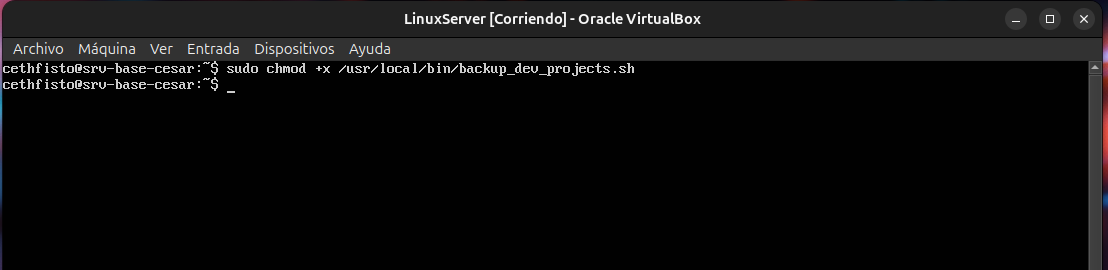 LinuxServer [Corriendo] - Oracle VirtualBox
Archivo Máquina Ver Entrada Dispositivos Ayuda
cethfisto@srv-base-cesar:~$ sudo chmod +x /usr/local/bin/backup_dev_projects.sh
cethfisto@srv-base-cesar:~$ _